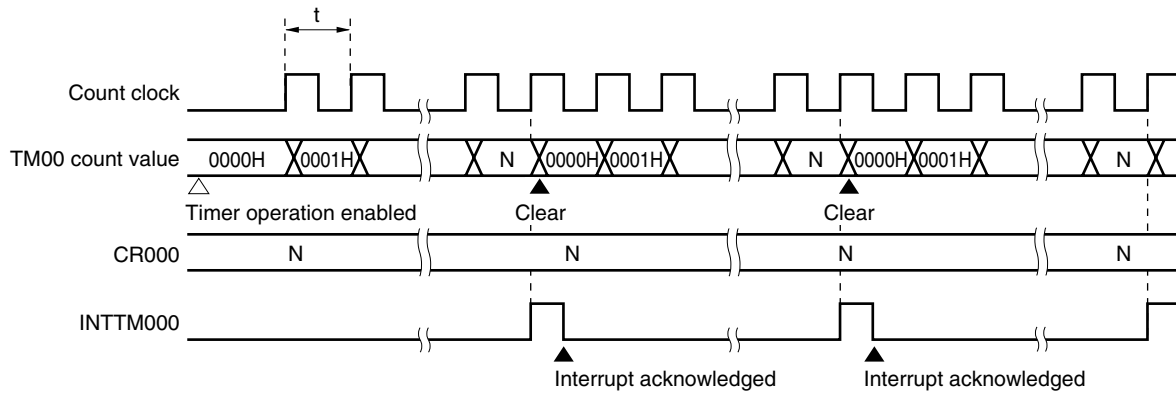 t
Count clock
TM00 count value 0000H 0001H N 0000H 0001H N 0000H 0001H N
Timer operation enabled Clear Clear
CR000 N N N N
INTTM000
Interrupt acknowledged Interrupt acknowledged